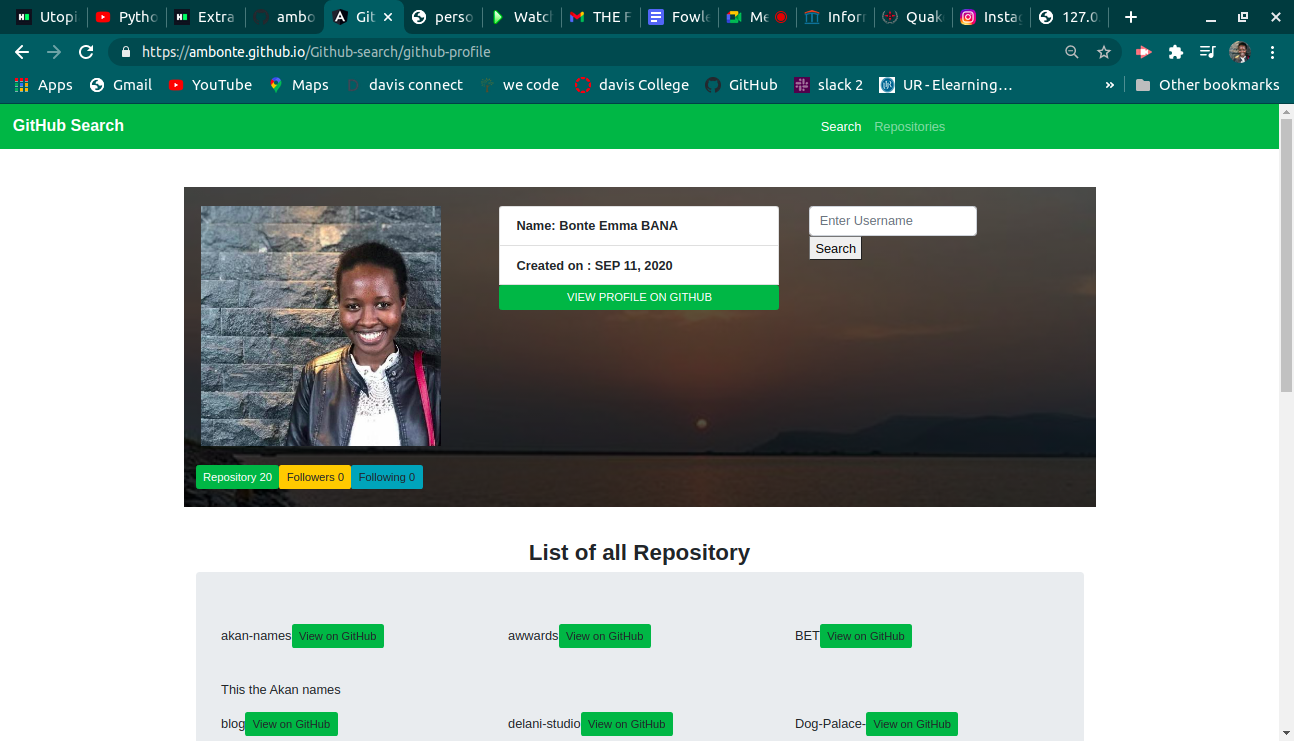 Utopi Pytho Extra ambo Git perso Watch THE F Fowle Me Inform Quak Insta 127.0.
https://ambonte.github.io/Github-search/github-profile
Apps Gmail YouTube Maps davis connect we code davis College GitHub slack 2 UR - Elearning… » Other bookmarks
GitHub Search Search Repositories
Name: Bonte Emma BANA
Enter Username
Search
Created on : SEP 11, 2020
VIEW PROFILE ON GITHUB
Repository 20 Followers 0 Following 0
List of all Repository
akan-names View on GitHub awwards View on GitHub BET View on GitHub
This the Akan names
blog View on GitHub delani-studio View on GitHub Dog-Palace- View on GitHub